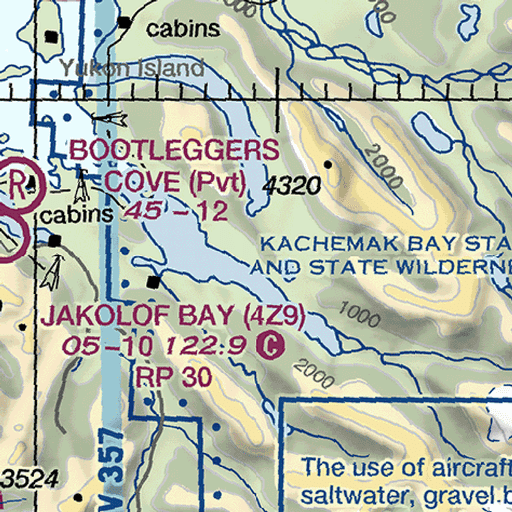 cabins
Yukon Island
BOOTLEGGERS
COVE (Pvt)
45 - 12
R
4320
2000
cabins
KACHEMAK BAY STA
AND STATE WILDERNE
1000
JAKOLOF BAY (4Z9)
05 - 10 122.9 C
RP 30
2000
V 357
3524
The use of aircraft
saltwater, gravel b